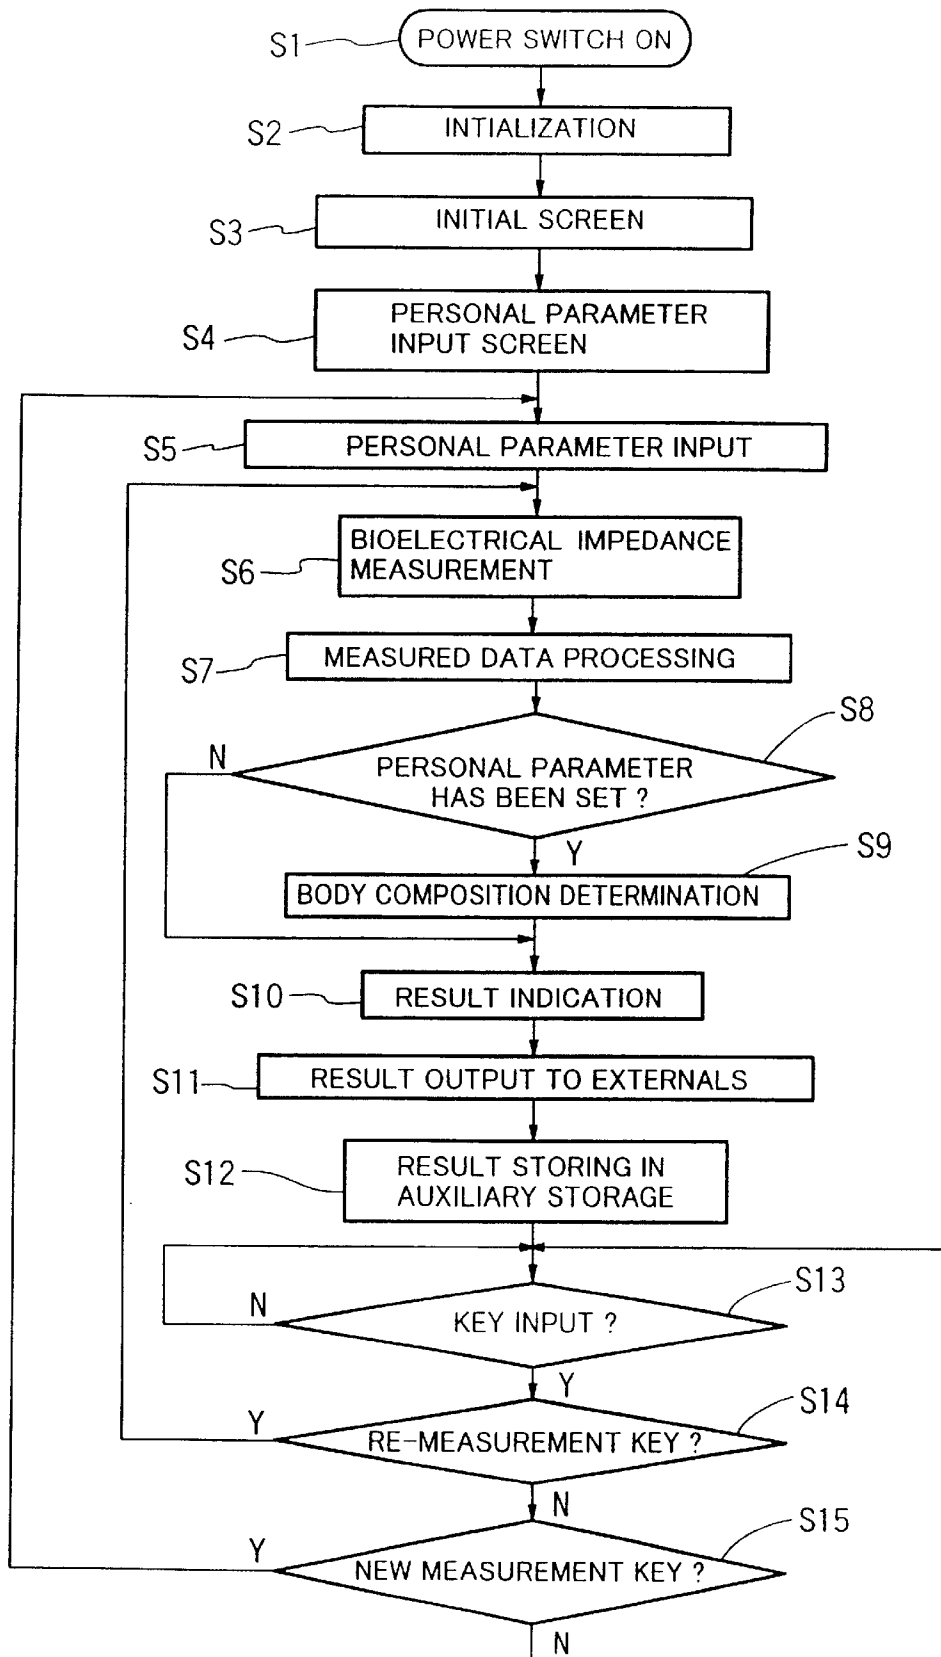 S1
POWER SWITCH ON
S2
INTIALIZATION
S3
INITIAL SCREEN
S4
PERSONAL PARAMETER
INPUT SCREEN
S5
PERSONAL PARAMETER INPUT
S6
BIOELECTRICAL IMPEDANCE
MEASUREMENT
S7
MEASURED DATA PROCESSING
S8
N
PERSONAL PARAMETER
HAS BEEN SET ?
Y
S9
BODY COMPOSITION DETERMINATION
S10
RESULT INDICATION
S11
RESULT OUTPUT TO EXTERNALS
S12
RESULT STORING IN
AUXILIARY STORAGE
S13
N
KEY INPUT ?
Y
S14
Y
RE-MEASUREMENT KEY ?
N
S15
Y
NEW MEASUREMENT KEY ?
N